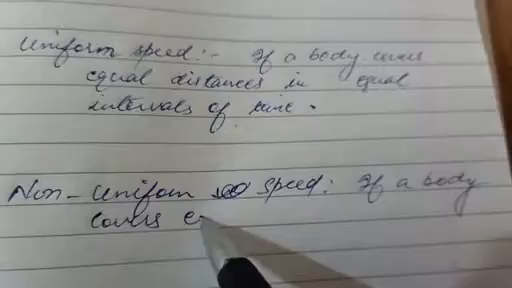 Uniform speed:- If a body covers
equal distances in equal
intervals of time.
Non-uniform speed: If a body
covers e